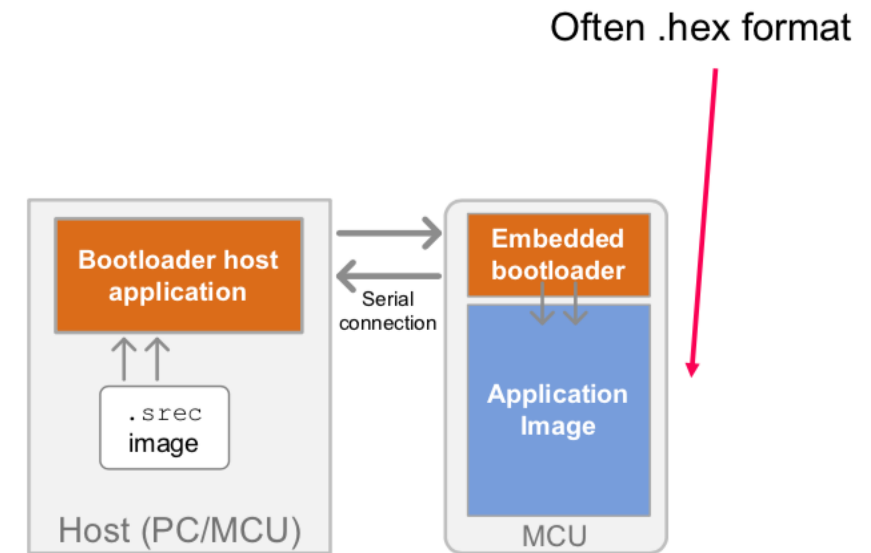 Often .hex format
Bootloader host
application
Embedded
bootloader
Serial
connection
.srec
image
Application
Image
Host (PC/MCU)
MCU